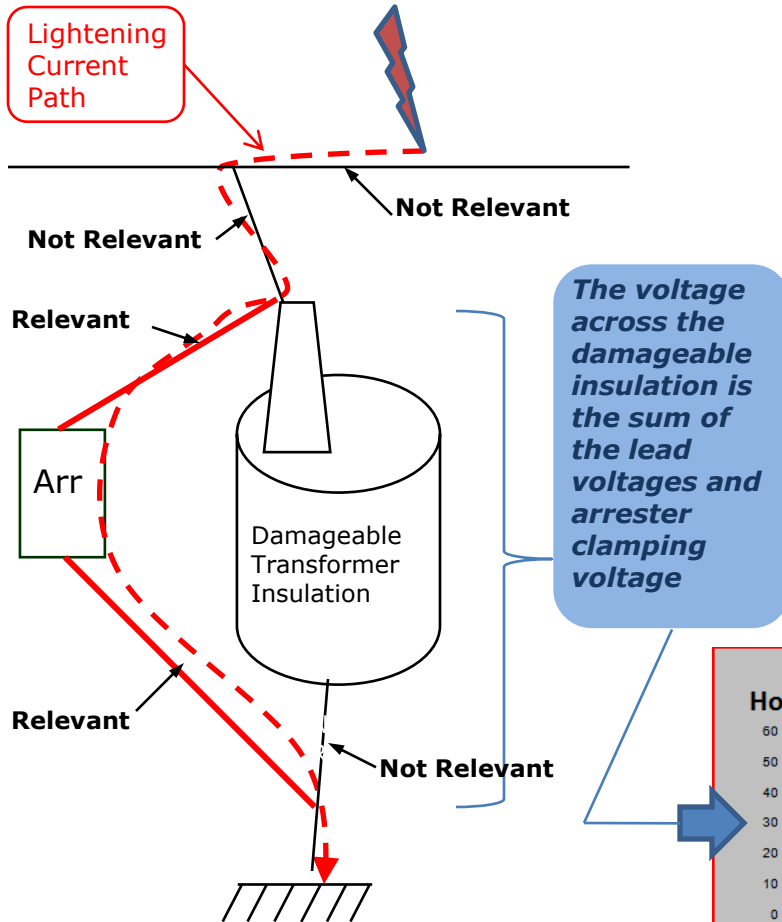 Lightening
Current
Path
Not Relevant
Not Relevant
Relevant
The voltage
across the
damageable
insulation is
the sum of
the lead
voltages and
arrester
clamping
voltage
Arr
Damageable
Transformer
Insulation
Relevant
Not Relevant
Ho
60
50
40
30
20
10
0